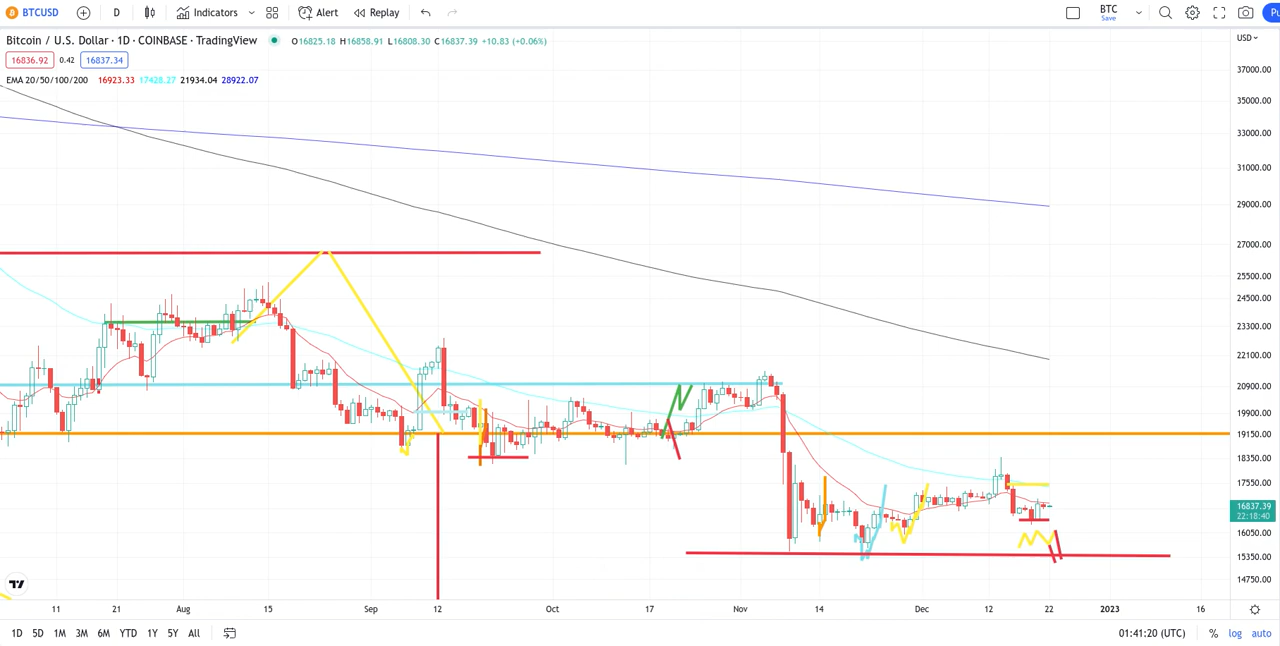 BTCUSD D Indicators Alert Replay BTC
Save
Bitcoin / U.S. Dollar · 1D · COINBASE · TradingView O16825.18 H16858.91 L16808.30 C16837.39 +10.83 (+0.06%) USD
16836.92 0.42 16837.34
EMA 20/50/100/200 16923.33 17428.27 21934.04 28922.07
37000.00
35000.00
33000.00
31000.00
29000.00
27000.00
25500.00
24500.00
23300.00
22100.00
20900.00
19900.00
19150.00
18350.00
17550.00
16837.39
22:18:40
16050.00
15350.00
14750.00
11 21 Aug 15 Sep 12 Oct 17 Nov 14 Dec 12 22 2023 16
1D 5D 1M 3M 6M YTD 1Y 5Y All 01:41:20 (UTC) % log auto